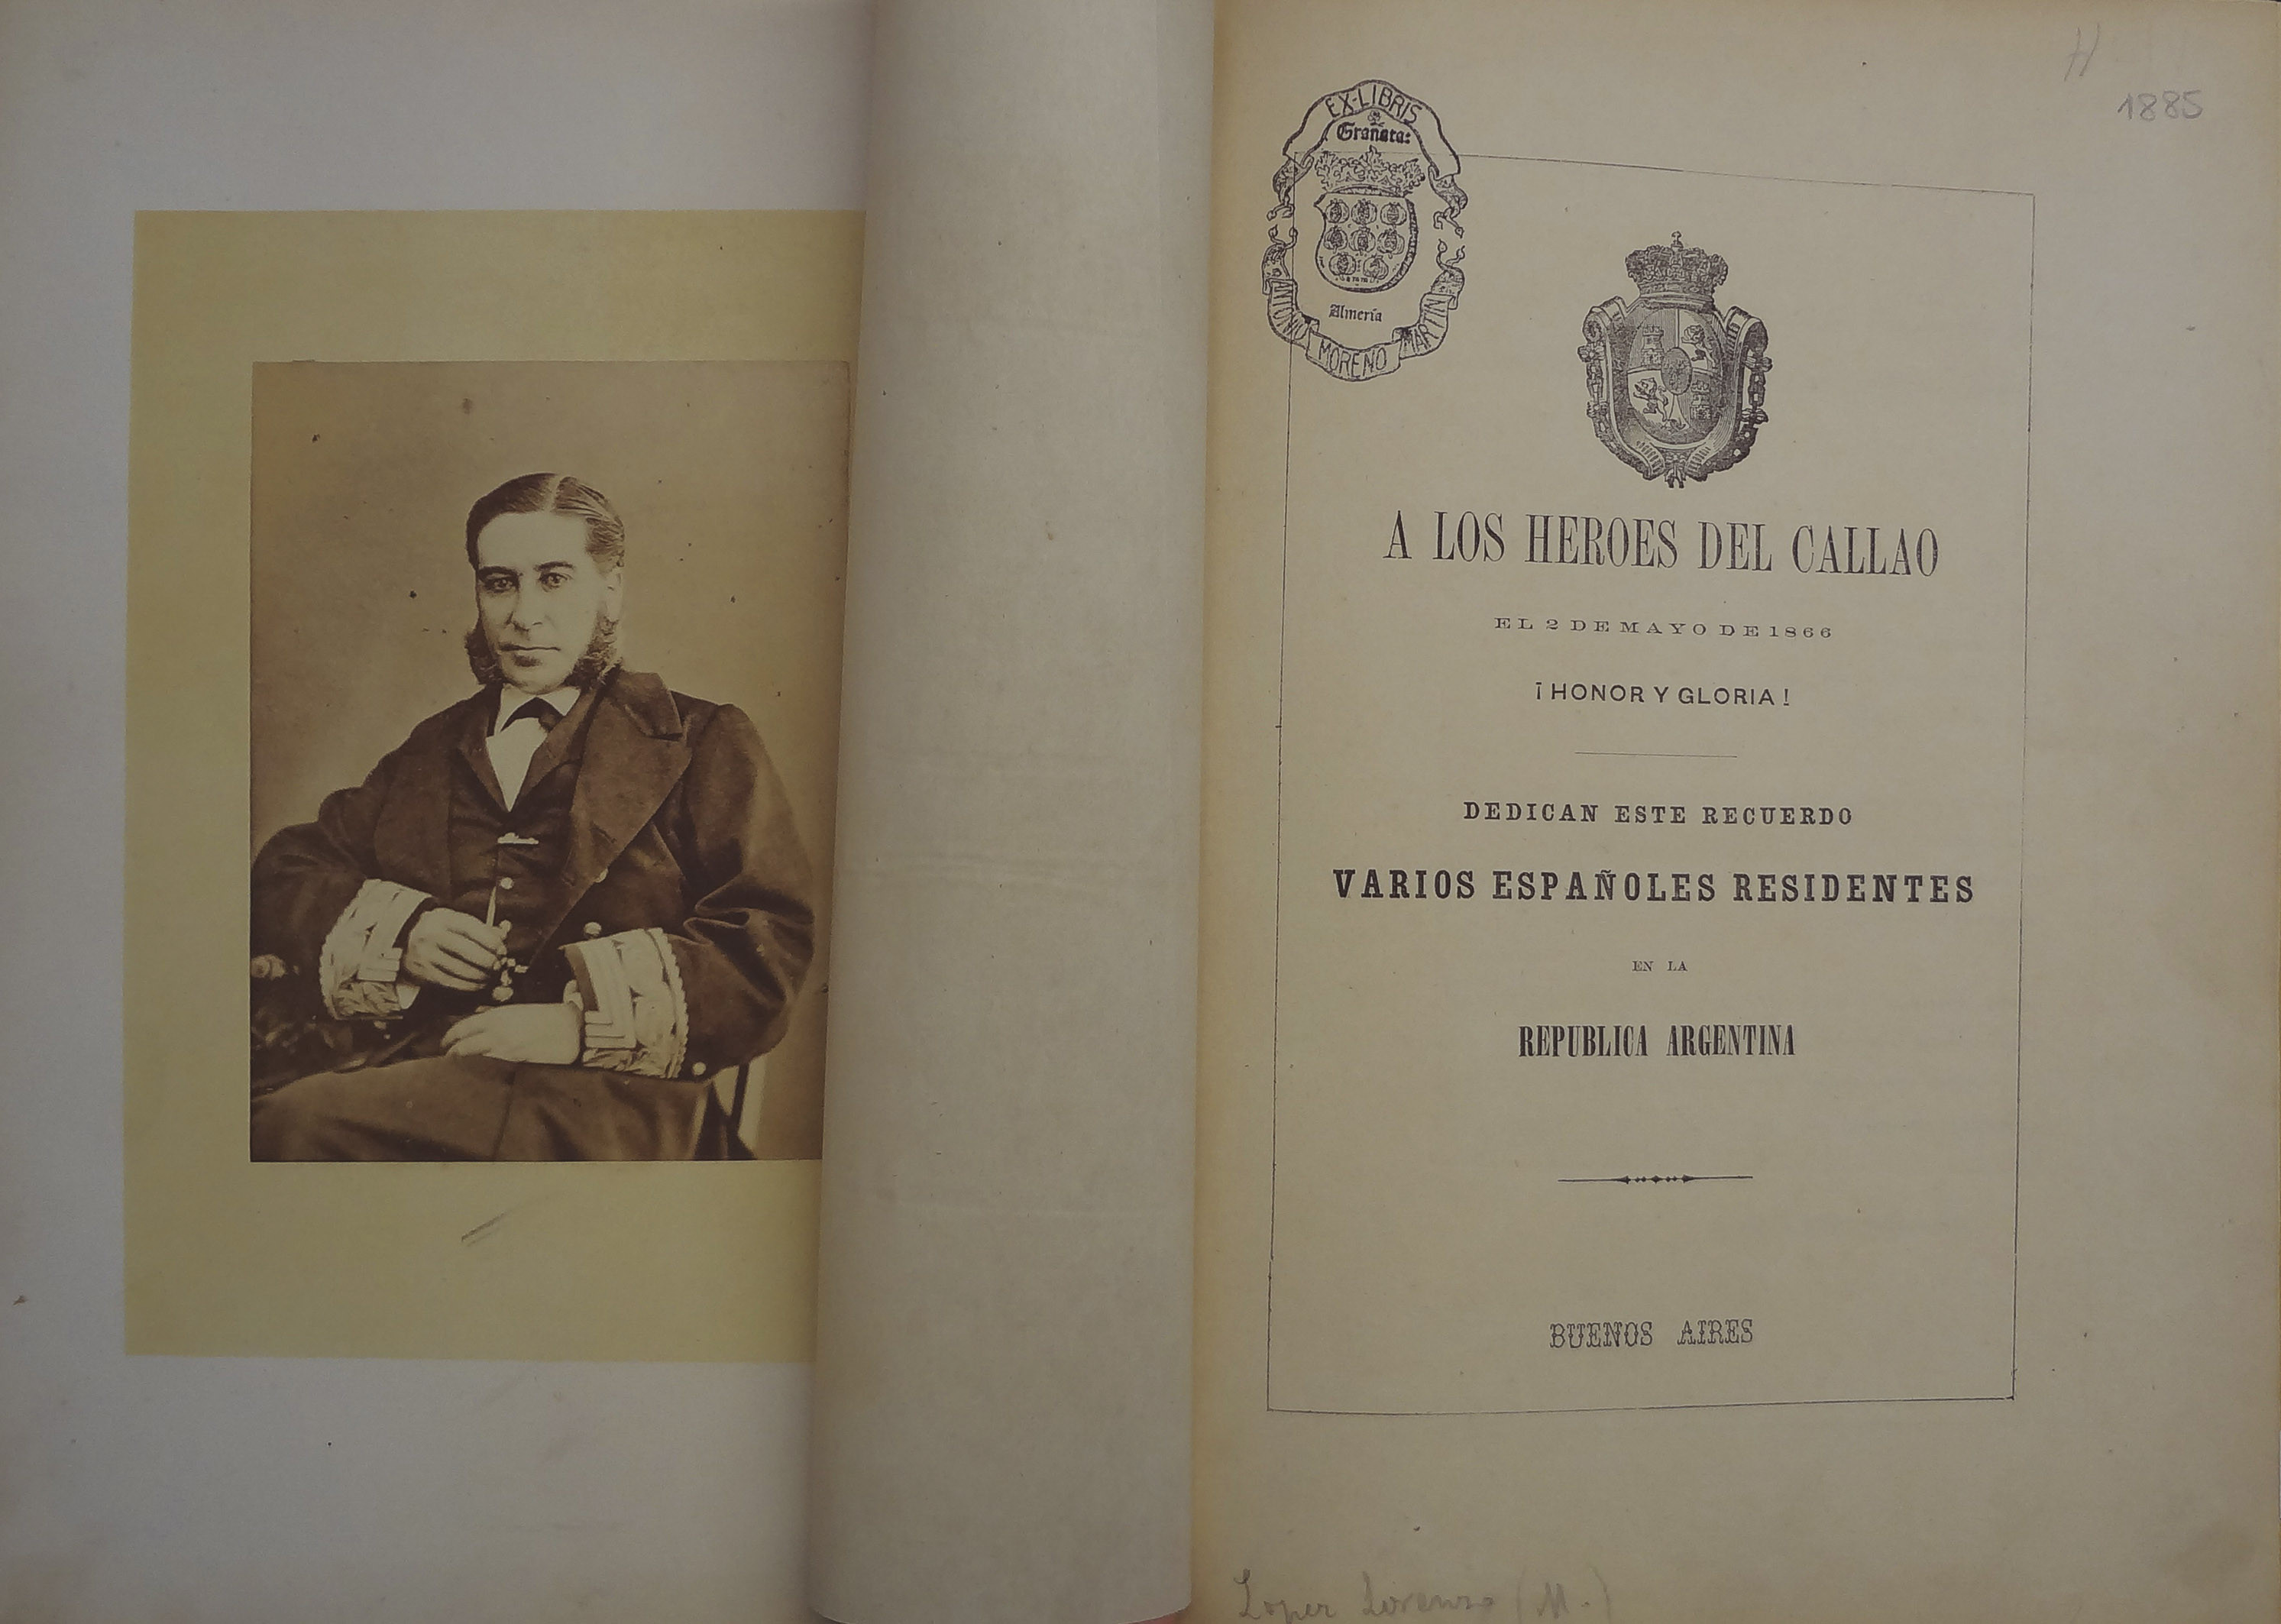 H
1885
EX-LIBRIS
Grañata:
Almería
ANTONIO MORENO MARTIN
A LOS HEROES DEL CALLAO
EL 2 DE MAYO DE 1866
¡HONOR Y GLORIA!
DEDICAN ESTE RECUERDO
VARIOS ESPAÑOLES RESIDENTES
EN LA
REPUBLICA ARGENTINA
BUENOS AIRES
Lopez Lorenzo (M.)